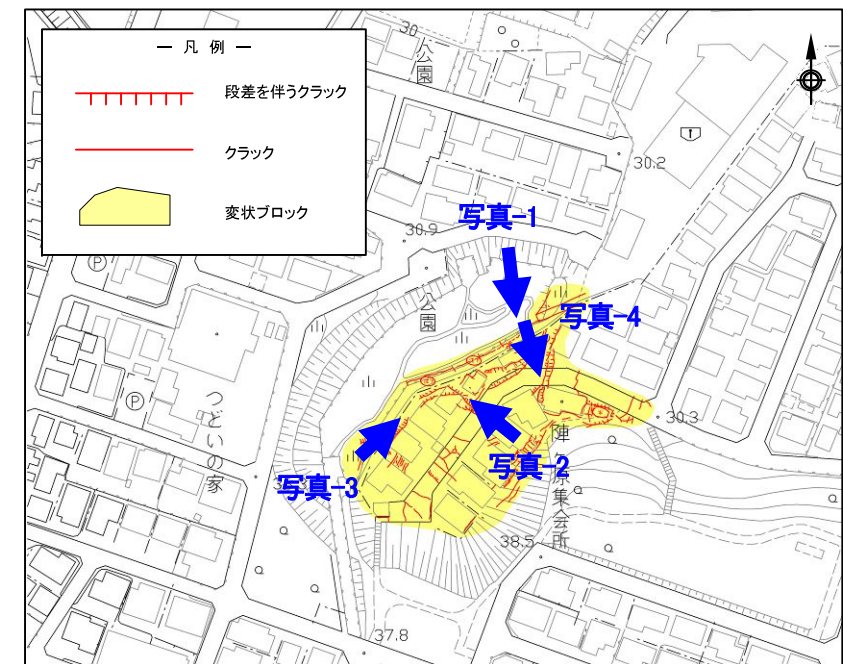 ― 凡 例 ―
段差を伴うクラック
クラック
変状ブロック
30
公園
30.2
写真-1
30.9
P
公園
写真-4
P
つどいの家
30.3
写真-2
写真-3
集会所
38.5
37.8